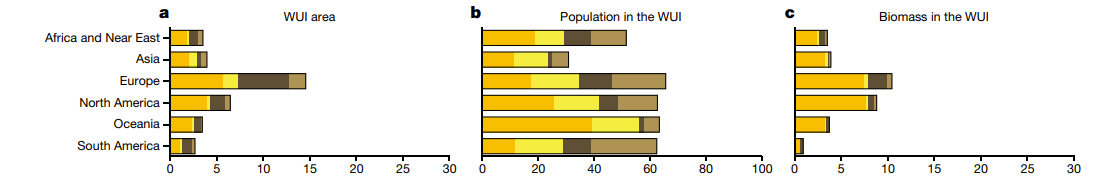 a WUI area
b Population in the WUI
c Biomass in the WUI
Africa and Near East
Asia
Europe
North America
Oceania
South America
0 5 10 15 20 25 30
0 20 40 60 80 100
0 5 10 15 20 25 30